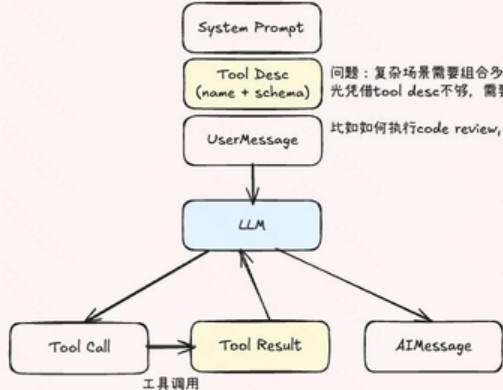 System Prompt
Tool Desc
(name + schema)
问题：复杂场景需要组合多
光凭借tool desc不够，需要
UserMessage
比如如何执行code review,
LLM
Tool Call
Tool Result
AIMessage
工具调用